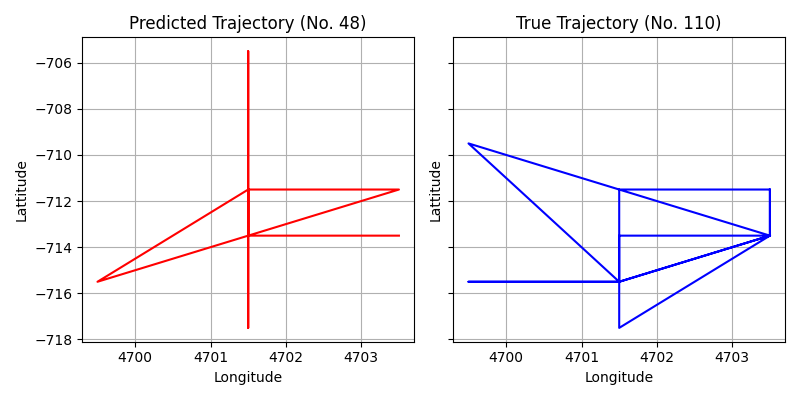 Predicted Trajectory (No. 48)
True Trajectory (No. 110)
−706
−708
−710
−712
−714
−716
−718
Lattitude
Lattitude
4700 4701 4702 4703
4700 4701 4702 4703
Longitude
Longitude